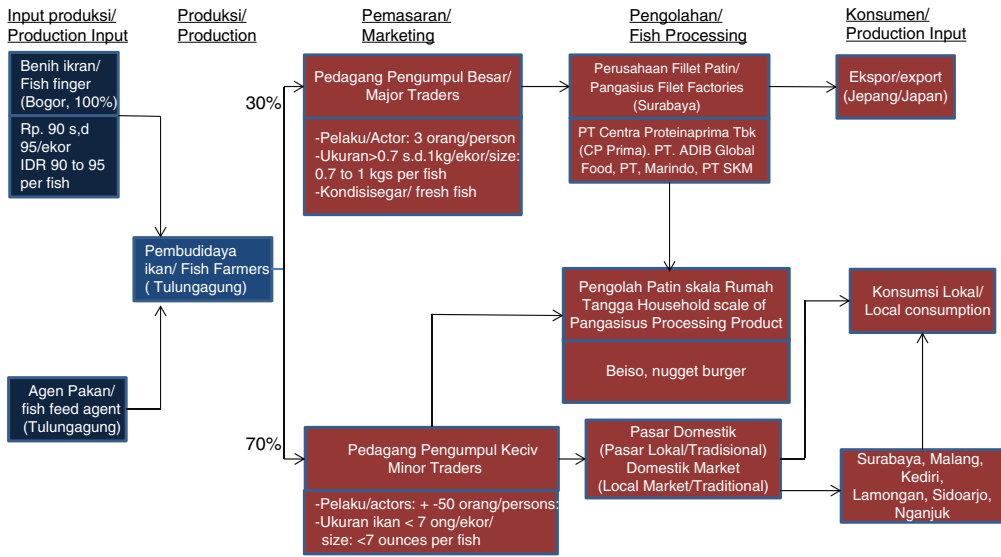 Input produksi/
Production Input
Produksi/
Production
Pemasaran/
Marketing
Pengolahan/
Fish Processing
Konsumen/
Production Input
Benih ikran/
Fish finger
(Bogor, 100%)
Rp. 90 s,d
95/ekor
IDR 90 to 95
per fish
Pembudidaya
ikan/ Fish Farmers
( Tulungagung)
Agen Pakan/
fish feed agent
(Tulungagung)
30%
70%
Pedagang Pengumpul Besar/
Major Traders
-Pelaku/Actor: 3 orang/person
-Ukuran>0.7 s.d.1kg/ekor/size:
0.7 to 1 kgs per fish
-Kondisisegar/ fresh fish
Pedagang Pengumpul Keciv
Minor Traders
-Pelaku/actors: + -50 orang/persons:
-Ukuran ikan < 7 ong/ekor/
size: <7 ounces per fish
Perusahaan Fillet Patin/
Pangasius Filet Factories
(Surabaya)
PT Centra Proteinaprima Tbk
(CP Prima). PT. ADIB Global
Food, PT, Marindo, PT SKM
Pengolah Patin skala Rumah
Tangga Household scale of
Pangasisus Processing Product
Beiso, nugget burger
Pasar Domestik
(Pasar Lokal/Tradisional)
Domestik Market
(Local Market/Traditional)
Ekspor/export
(Jepang/Japan)
Konsumsi Lokal/
Local consumption
Surabaya, Malang,
Kediri,
Lamongan, Sidoarjo,
Nganjuk